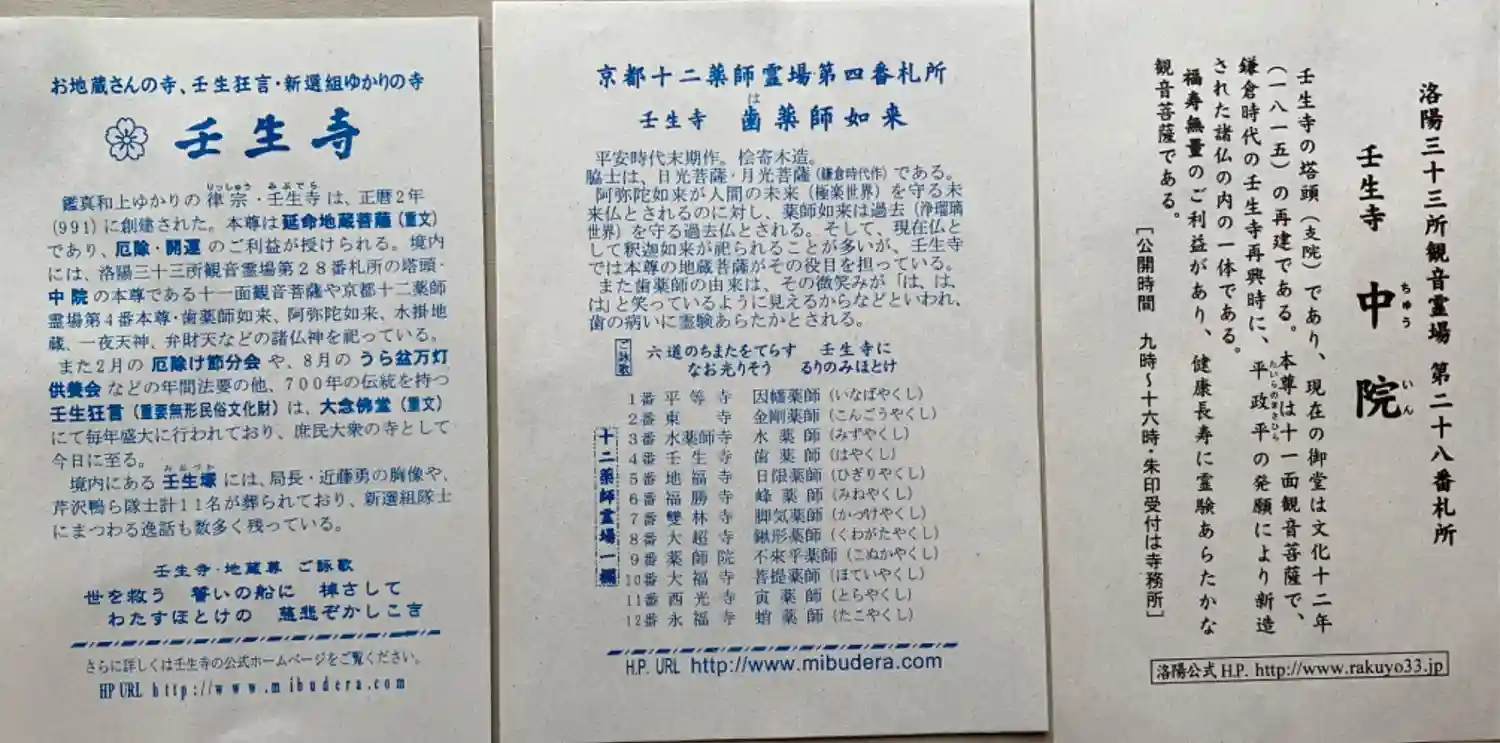 お地蔵さんの寺、壬生狂言・新選組ゆかりの寺
壬生寺
鑑真和上ゆかりの律宗・壬生寺は、正暦2年
りっしゅう みぶでら
(991)に創建された。本尊は延命地蔵菩薩(重文)
であり、厄除・開運のご利益が授けられる。境内
には、洛陽三十三所観音霊場第28番札所の塔頭・
中院の本尊である十一面観音菩薩や京都十二薬師
霊場第4番本尊・歯薬師如来、阿弥陀如来、水掛地
蔵、一夜天神、弁財天などの諸仏神を祀っている。
また2月の厄除け節分会や、8月のうら盆万灯
供養会などの年間法要の他、700年の伝統を持つ
壬生狂言(重要無形民俗文化財)は、大念佛堂(重文)
にて毎年盛大に行われており、庶民大衆の寺として
今日に至る。
みぶづか
境内にある壬生塚には、局長・近藤勇の胸像や、
芹沢鴨ら隊士計11名が葬られており、新選組隊士
にまつわる逸話も数多く残っている。
壬生寺・地蔵尊 ご詠歌
世を救う 誓いの船に 棹さして
わたすほとけの 慈悲ぞかしこき
さらに詳しくは壬生寺の公式ホームページをご覧ください。
HP URL http://www.mibudera.com
京都十二薬師霊場第四番札所
は
壬生寺 歯薬師如来
平安時代末期作。桧寄木造。
脇士は、日光菩薩・月光菩薩(鎌倉時代作)である。
阿弥陀如来が人間の未来(極楽世界)を守る未
来仏とされるのに対し、薬師如来は過去(浄瑠璃
世界)を守る過去仏とされる。そして、現在仏と
して釈迦如来が祀られることが多いが、壬生寺
では本尊の地蔵菩薩がその役目を担っている。
また歯薬師の由来は、その微笑みが「は、は、
は」と笑っているように見えるからなどといわれ、
歯の病いに霊験あらたかとされる。
ご詠歌
六道のちまたをてらす 壬生寺に
なお光りそう るりのみほとけ
十二薬師霊場一欄
1番 平等寺 因幡薬師(いなばやくし)
2番 東寺 金剛薬師(こんごうやくし)
3番 水薬師寺 水薬師(みずやくし)
4番 壬生寺 歯薬師(はやくし)
5番 地福寺 日限薬師(ひぎりやくし)
6番 福勝寺 峰薬師(みねやくし)
7番 雙林寺 脚気薬師(かっけやくし)
8番 大超寺 鍬形薬師(くわがたやくし)
9番 薬師院 不來乎薬師(こぬかやくし)
10番 大福寺 菩提薬師(ほていやくし)
11番 西光寺 寅薬師(とらやくし)
12番 永福寺 蛸薬師(たこやくし)
H.P. URL http://www.mibudera.com
洛陽三十三所観音霊場 第二十八番札所
壬生寺 中院
ちゅういん
壬生寺の塔頭(支院)であり、現在の御堂は文化十二年
(一八一五)の再建である。本尊は十一面観音菩薩で、
鎌倉時代の壬生寺再興時に、平政平の発願により新造
たいらのまさひら
された諸仏の内の一体である。
福寿無量のご利益があり、健康長寿に霊験あらたかな
観音菩薩である。
[公開時間 九時〜十六時・朱印受付は寺務所]
洛陽公式H.P. http://www.rakuyo33.jp